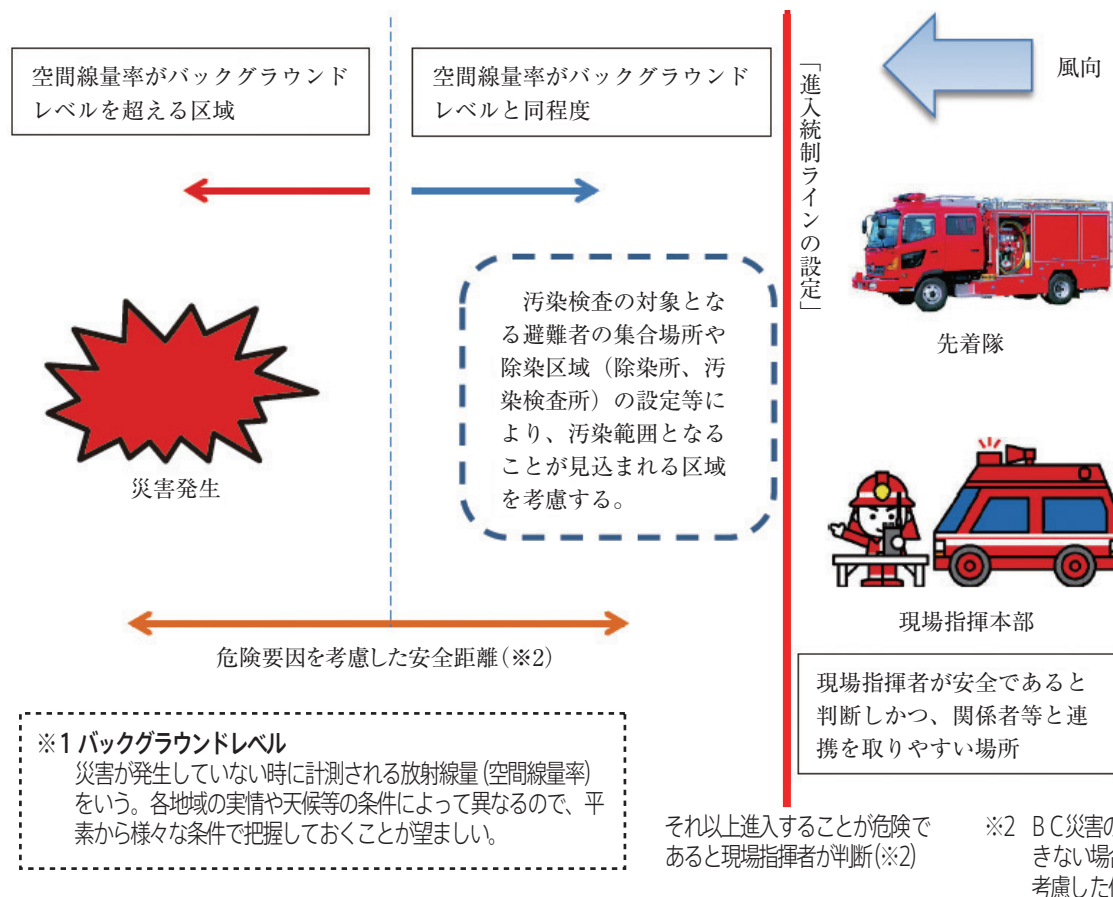 空間線量率がバックグラウンド
レベルを超える区域
空間線量率がバックグラウンド
レベルと同程度
「進入統制ラインの設定」
風向
先着隊
汚染検査の対象とな
る避難者の集合場所や
除染区域（除染所、汚
染検査所）の設定等に
より、汚染範囲となる
ことが見込まれる区域
を考慮する。
災害発生
現場指揮本部
危険要因を考慮した安全距離(※2)
現場指揮者が安全であると
判断しかつ、関係者等と連
携を取りやすい場所
※1 バックグラウンドレベル
災害が発生していない時に計測される放射線量(空間線量率)
をいう。各地域の実情や天候等の条件によって異なるので、平
素から様々な条件で把握しておくことが望ましい。
それ以上進入することが危険で
あると現場指揮者が判断(※2)
※2 BC災害の
きない場合
考慮した